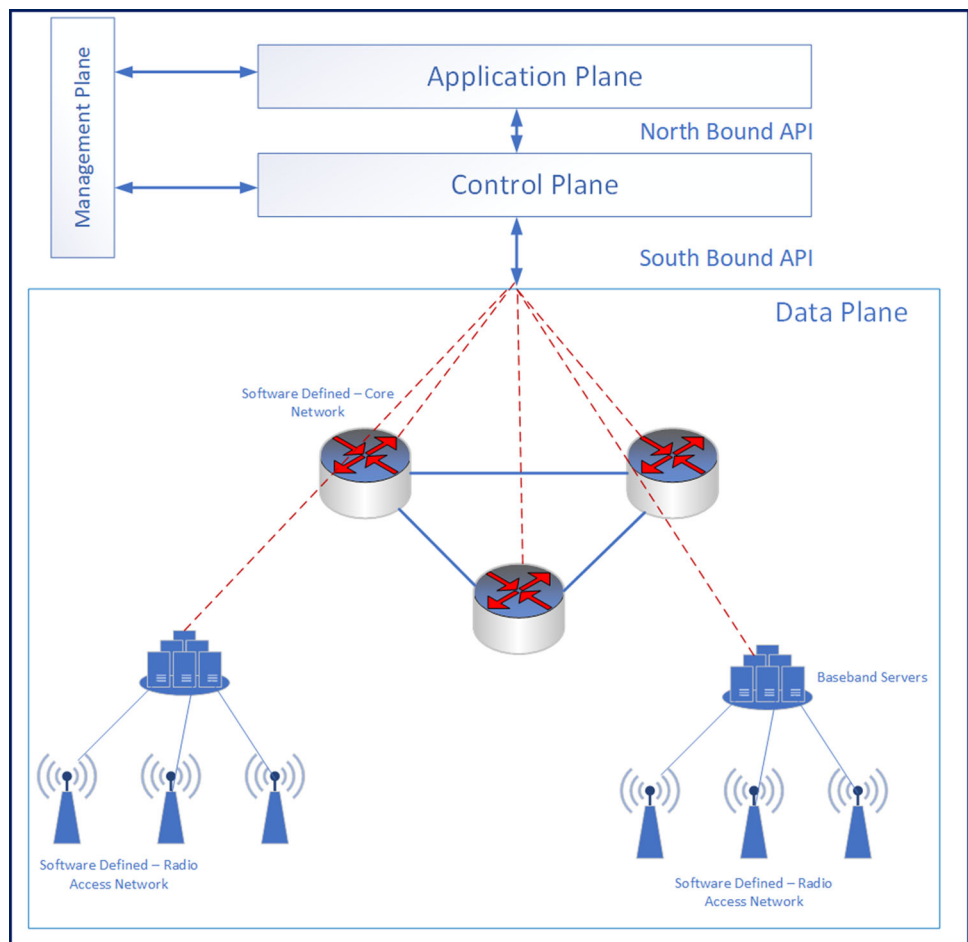 Management Plane
Application Plane
North Bound API
Control Plane
South Bound API
Data Plane
Software Defined – Core
Network
Baseband Servers
Software Defined – Radio
Access Network
Software Defined – Radio
Access Network